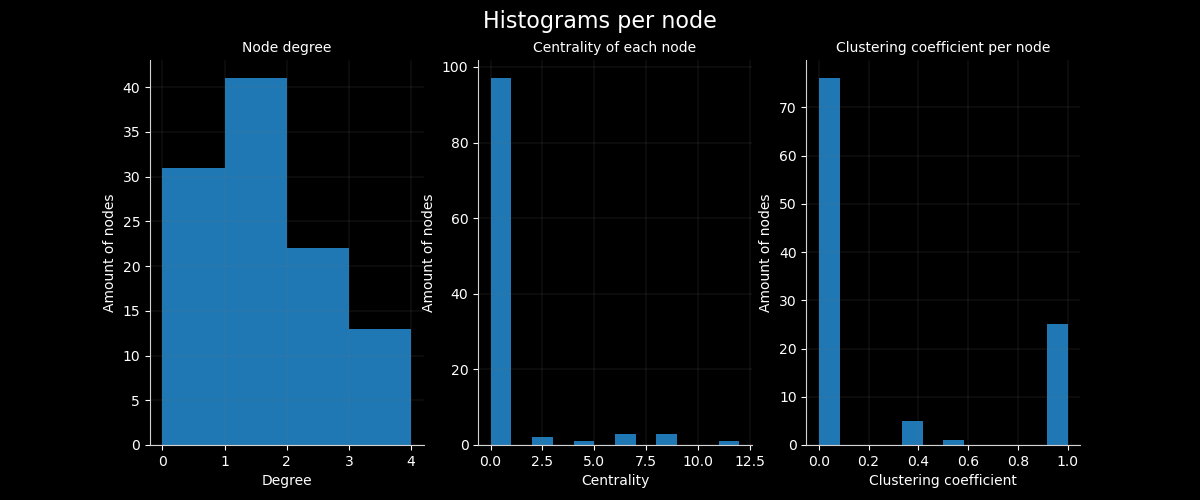 Histograms per node
Node degree
Amount of nodes
40
35
30
25
20
15
10
5
0
0 1 2 3 4
Degree
Centrality of each node
Amount of nodes
100
80
60
40
20
0
0.0 2.5 5.0 7.5 10.0 12.5
Centrality
Clustering coefficient per node
Amount of nodes
70
60
50
40
30
20
10
0
0.0 0.2 0.4 0.6 0.8 1.0
Clustering coefficient